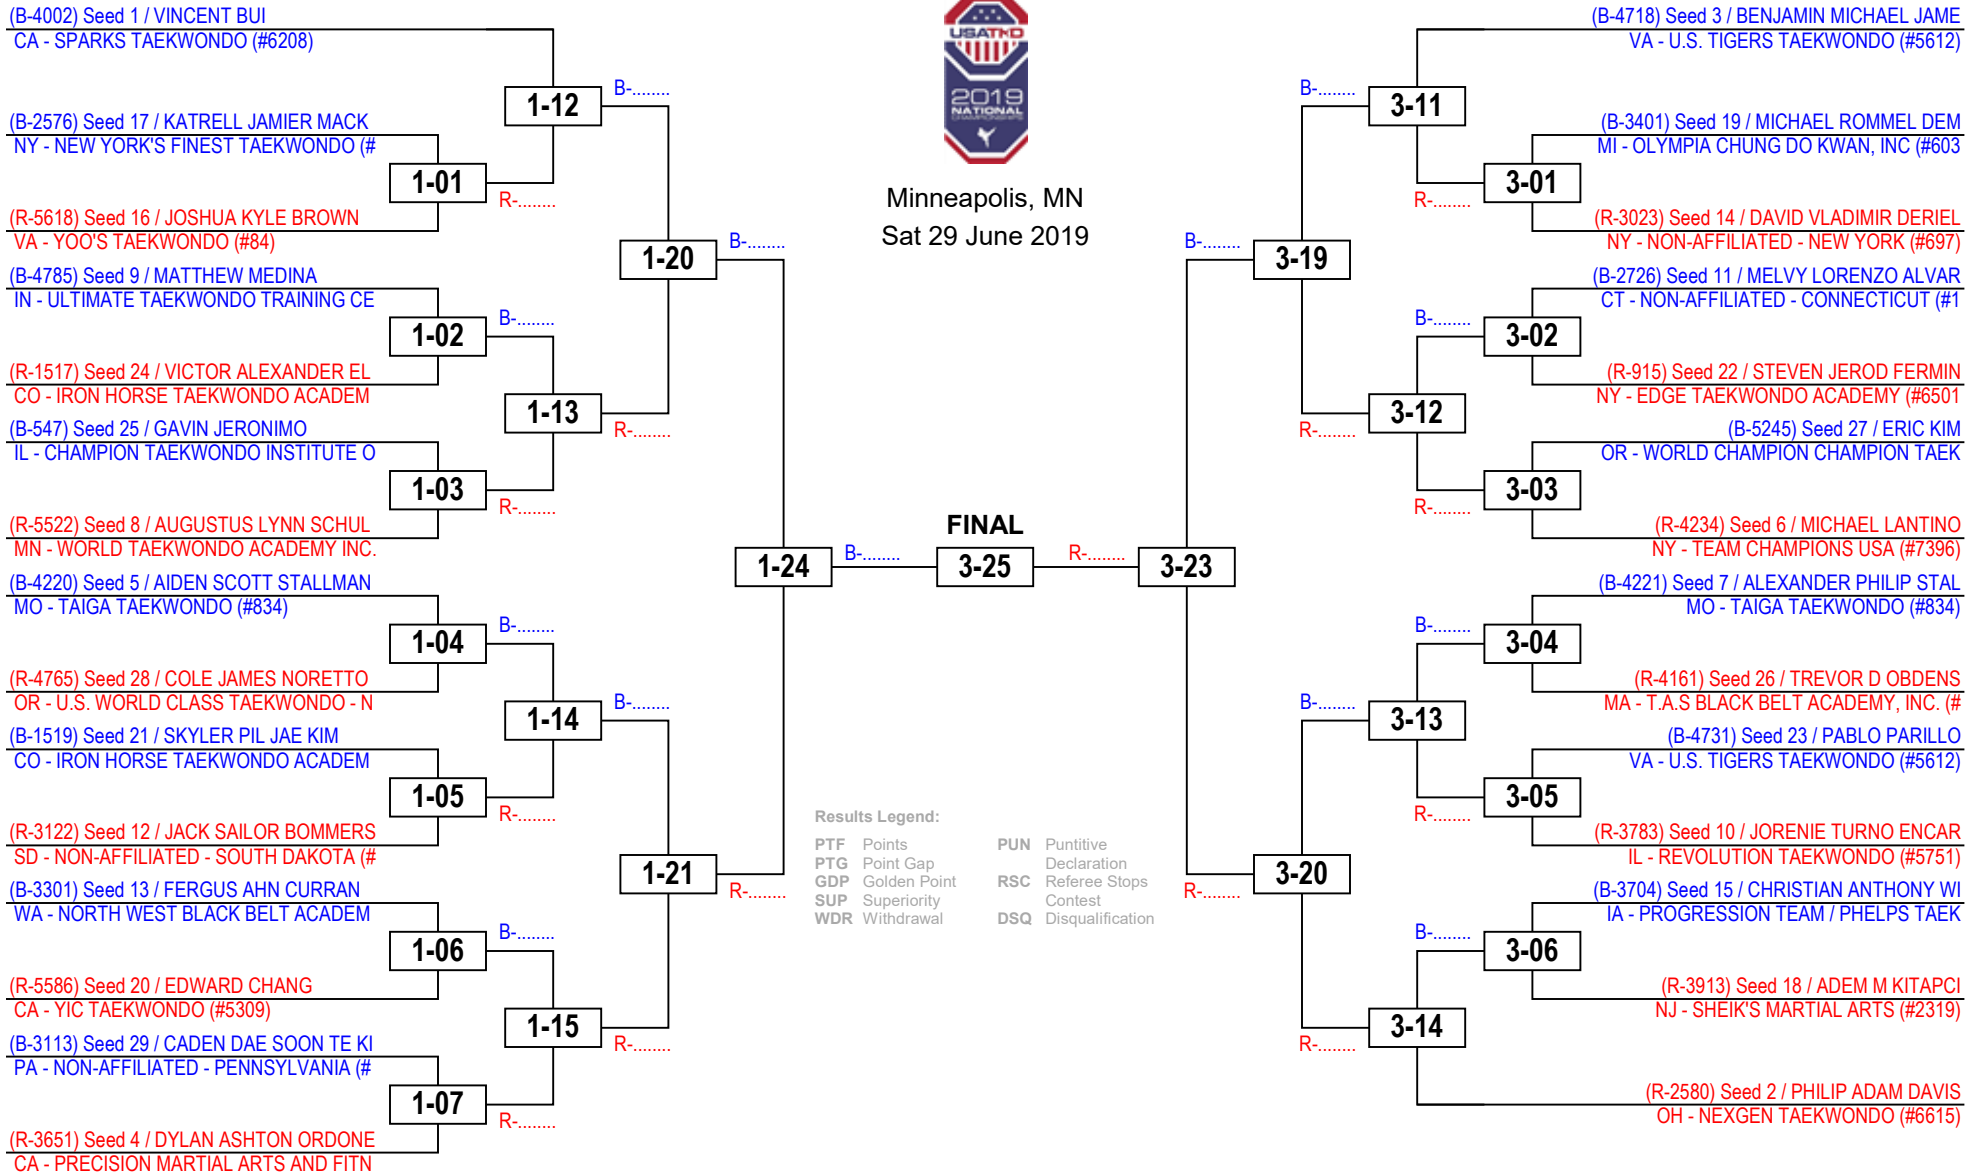 (B-4002) Seed 1 / VINCENT BUI
CA - SPARKS TAEKWONDO (#6208)
(B-2576) Seed 17 / KATRELL JAMIER MACK
NY - NEW YORK'S FINEST TAEKWONDO (#
(R-5618) Seed 16 / JOSHUA KYLE BROWN
VA - YOO'S TAEKWONDO (#84)
(B-4785) Seed 9 / MATTHEW MEDINA
IN - ULTIMATE TAEKWONDO TRAINING CE
(R-1517) Seed 24 / VICTOR ALEXANDER EL
CO - IRON HORSE TAEKWONDO ACADEM
(B-547) Seed 25 / GAVIN JERONIMO
IL - CHAMPION TAEKWONDO INSTITUTE O
(R-5522) Seed 8 / AUGUSTUS LYNN SCHUL
MN - WORLD TAEKWONDO ACADEMY INC.
(B-4220) Seed 5 / AIDEN SCOTT STALLMAN
MO - TAIGA TAEKWONDO (#834)
(R-4765) Seed 28 / COLE JAMES NORETTO
OR - U.S. WORLD CLASS TAEKWONDO - N
(B-1519) Seed 21 / SKYLER PIL JAE KIM
CO - IRON HORSE TAEKWONDO ACADEM
(R-3122) Seed 12 / JACK SAILOR BOMMERS
SD - NON-AFFILIATED - SOUTH DAKOTA (#
(B-3301) Seed 13 / FERGUS AHN CURRAN
WA - NORTH WEST BLACK BELT ACADEM
(R-5586) Seed 20 / EDWARD CHANG
CA - YIC TAEKWONDO (#5309)
(B-3113) Seed 29 / CADEN DAE SOON TE KI
PA - NON-AFFILIATED - PENNSYLVANIA (#
(R-3651) Seed 4 / DYLAN ASHTON ORDONE
CA - PRECISION MARTIAL ARTS AND FITN
1-01
1-02
1-03
1-04
1-05
1-06
1-07
R-........
B-........
R-........
B-........
R-........
B-........
R-........
1-12
1-13
1-14
1-15
B-........
R-........
B-........
R-........
1-20
1-21
B-........
R-........
1-24
B-........
USATKD
2019
NATIONAL
CHAMPIONSHIPS
Minneapolis, MN
Sat 29 June 2019
FINAL
3-25
R-........
3-23
Results Legend:
PTF Points
PTG Point Gap
GDP Golden Point
SUP Superiority
WDR Withdrawal
PUN Puntitive
Declaration
RSC Referee Stops
Contest
DSQ Disqualification
B-........
R-........
3-19
3-20
B-........
R-........
B-........
R-........
3-11
3-12
3-13
3-14
R-........
B-........
R-........
B-........
R-........
B-........
3-01
3-02
3-03
3-04
3-05
3-06
(B-4718) Seed 3 / BENJAMIN MICHAEL JAME
VA - U.S. TIGERS TAEKWONDO (#5612)
(B-3401) Seed 19 / MICHAEL ROMMEL DEM
MI - OLYMPIA CHUNG DO KWAN, INC (#603
(R-3023) Seed 14 / DAVID VLADIMIR DERIEL
NY - NON-AFFILIATED - NEW YORK (#697)
(B-2726) Seed 11 / MELVY LORENZO ALVAR
CT - NON-AFFILIATED - CONNECTICUT (#1
(R-915) Seed 22 / STEVEN JEROD FERMIN
NY - EDGE TAEKWONDO ACADEMY (#6501
(B-5245) Seed 27 / ERIC KIM
OR - WORLD CHAMPION CHAMPION TAEK
(R-4234) Seed 6 / MICHAEL LANTINO
NY - TEAM CHAMPIONS USA (#7396)
(B-4221) Seed 7 / ALEXANDER PHILIP STAL
MO - TAIGA TAEKWONDO (#834)
(R-4161) Seed 26 / TREVOR D OBDENS
MA - T.A.S BLACK BELT ACADEMY, INC. (#
(B-4731) Seed 23 / PABLO PARILLO
VA - U.S. TIGERS TAEKWONDO (#5612)
(R-3783) Seed 10 / JORENIE TURNO ENCAR
IL - REVOLUTION TAEKWONDO (#5751)
(B-3704) Seed 15 / CHRISTIAN ANTHONY WI
IA - PROGRESSION TEAM / PHELPS TAEK
(R-3913) Seed 18 / ADEM M KITAPCI
NJ - SHEIK'S MARTIAL ARTS (#2319)
(R-2580) Seed 2 / PHILIP ADAM DAVIS
OH - NEXGEN TAEKWONDO (#6615)